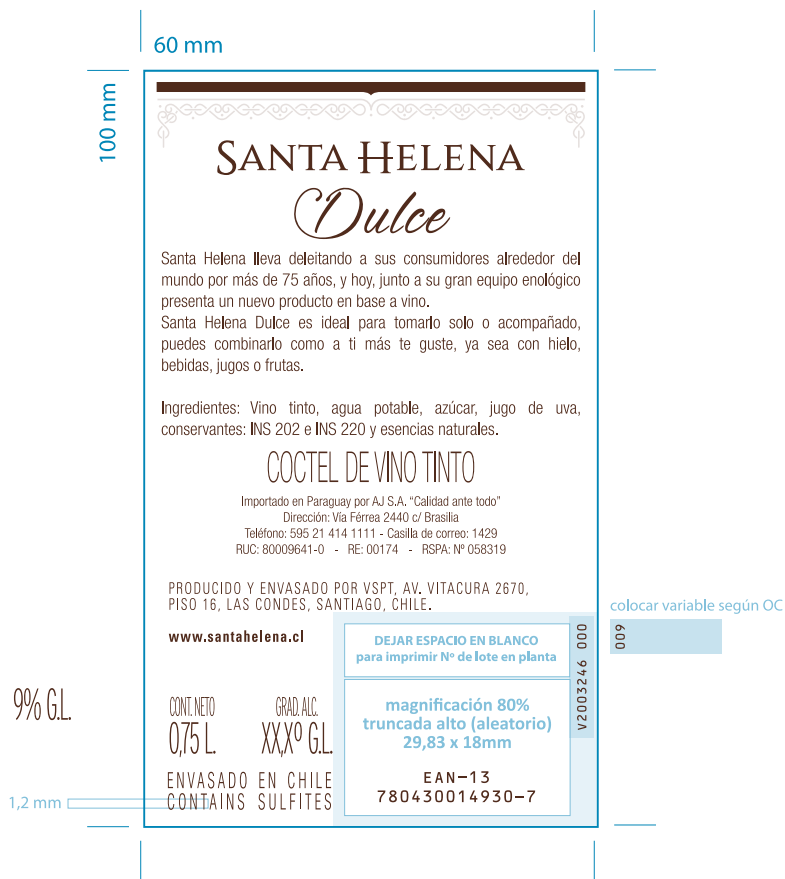 60 mm
100 mm
SANTA HELENA
Dulce
Santa Helena lleva deleitando a sus consumidores alrededor del
mundo por más de 75 años, y hoy, junto a su gran equipo enológico
presenta un nuevo producto en base a vino.
Santa Helena Dulce es ideal para tomarlo solo o acompañado,
puedes combinarlo como a ti más te guste, ya sea con hielo,
bebidas, jugos o frutas.
Ingredientes: Vino tinto, agua potable, azúcar, jugo de uva,
conservantes: INS 202 e INS 220 y esencias naturales.
COCTEL DE VINO TINTO
Importado en Paraguay por AJ S.A. “Calidad ante todo”
Dirección: Vía Férrea 2440 c/ Brasilia
Teléfono: 595 21 414 1111 - Casilla de correo: 1429
RUC: 80009641-0 - RE: 00174 - RSPA: Nº 058319
PRODUCIDO Y ENVASADO POR VSPT, AV. VITACURA 2670,
PISO 16, LAS CONDES, SANTIAGO, CHILE.
www.santahelena.cl
DEJAR ESPACIO EN BLANCO
para imprimir Nº de lote en planta
V2003246 000
colocar variable según OC
009
9% G.L.
CONT. NETO
0,75 L.
GRAD. ALC.
XX,Xº G.L.
magnificación 80%
truncada alto (aleatorio)
29,83 x 18mm
EAN-13
780430014930-7
ENVASADO EN CHILE
CONTAINS SULFITES
1,2 mm